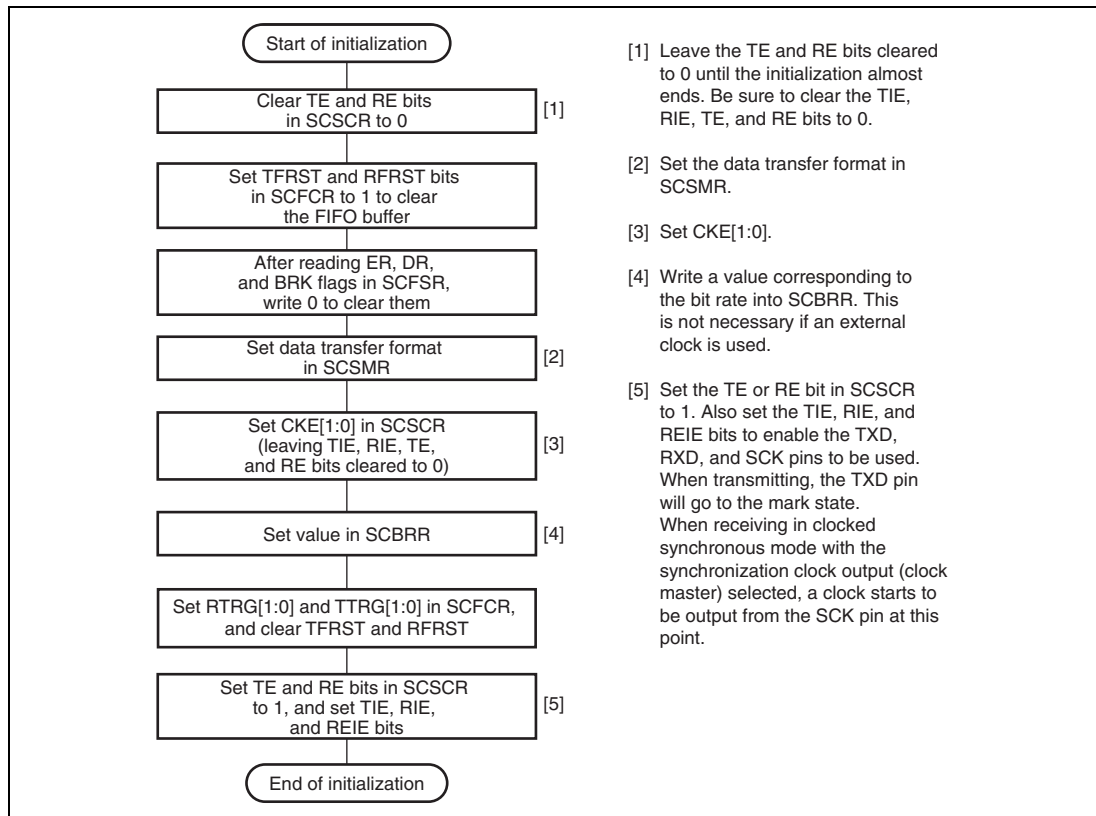 Start of initialization
Clear TE and RE bits
in SCSCR to 0
[1]
Set TFRST and RFRST bits
in SCFCR to 1 to clear
the FIFO buffer
After reading ER, DR,
and BRK flags in SCFSR,
write 0 to clear them
Set data transfer format
in SCSMR
[2]
Set CKE[1:0] in SCSCR
(leaving TIE, RIE, TE,
and RE bits cleared to 0)
[3]
Set value in SCBRR
[4]
Set RTRG[1:0] and TTRG[1:0] in SCFCR,
and clear TFRST and RFRST
Set TE and RE bits in SCSCR
to 1, and set TIE, RIE,
and REIE bits
[5]
End of initialization
[1] Leave the TE and RE bits cleared
to 0 until the initialization almost
ends. Be sure to clear the TIE,
RIE, TE, and RE bits to 0.
[2] Set the data transfer format in
SCSMR.
[3] Set CKE[1:0].
[4] Write a value corresponding to
the bit rate into SCBRR. This
is not necessary if an external
clock is used.
[5] Set the TE or RE bit in SCSCR
to 1. Also set the TIE, RIE, and
REIE bits to enable the TXD,
RXD, and SCK pins to be used.
When transmitting, the TXD pin
will go to the mark state.
When receiving in clocked
synchronous mode with the
synchronization clock output (clock
master) selected, a clock starts to
be output from the SCK pin at this
point.